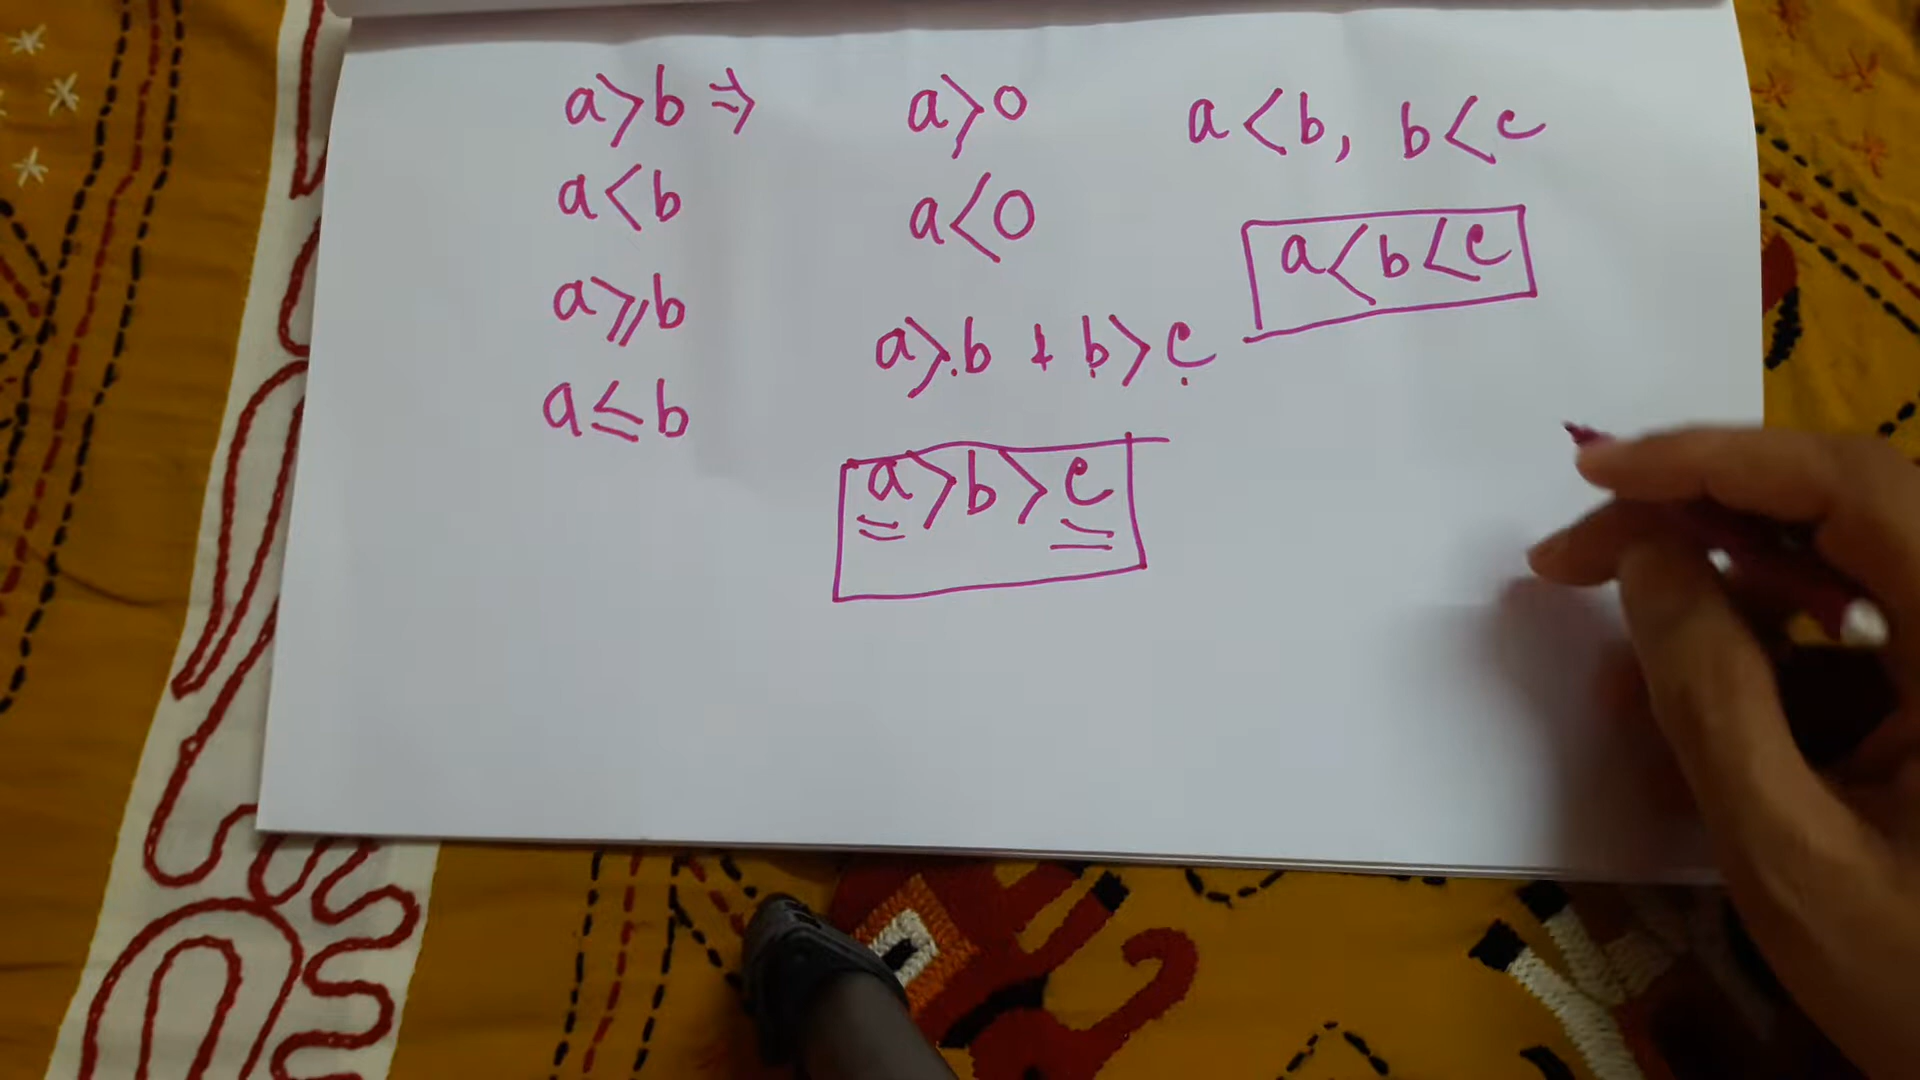 a>b ⇒
a<b
a⩾b
a≤b
a>0
a<0
a>b + b>c
a>b>c
a<b, b<c
a<b<c